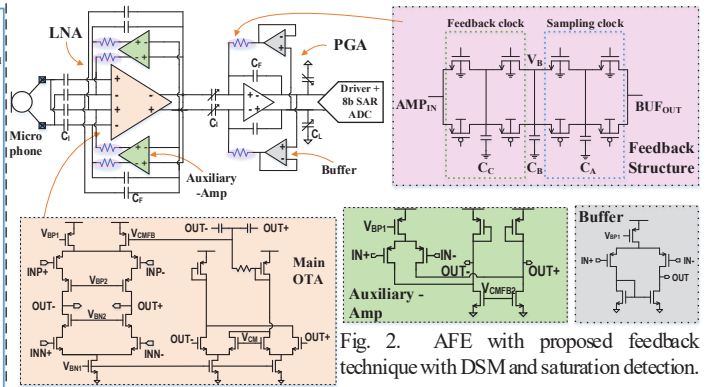 LNA
C_F
PGA
C_F
Micro
phone
C_I
C_I
C_L
Driver +
8b SAR
ADC
Auxiliary
-Amp
Buffer
C_F
Feedback clock
Sampling clock
V_B
AMP_IN
BUF_OUT
C_C
C_B
C_A
Feedback
Structure
V_BP1
V_CMFB
OUT-
OUT+
INP+
INP-
V_BP2
OUT-
OUT+
V_BN2
INN+
INN-
V_BN1
Main
OTA
OUT-
V_CM
OUT+
V_BP1
IN+
IN-
OUT-
OUT+
V_CMFB2
Auxiliary -
Amp
Buffer
V_BP1
IN+
IN-
OUT
Fig. 2. AFE with proposed feedback
technique with DSM and saturation detection.